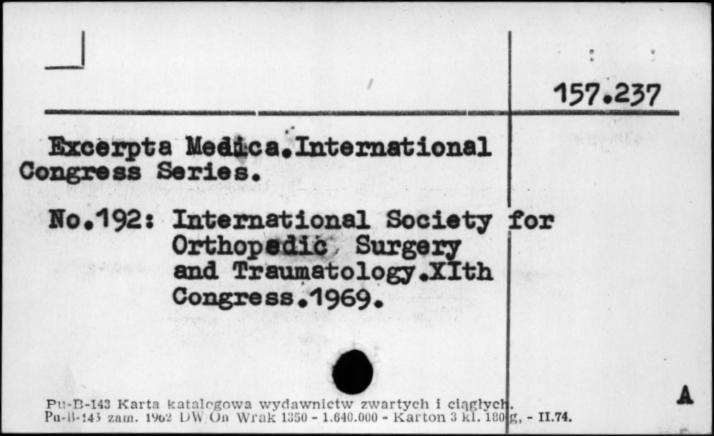 157.237
Excerpta Medica.International
Congress Series.
No.192: International Society for
Orthopedic Surgery
and Traumatology.XIth
Congress.1969.
A
Pu-B-143 Karta katalogowa wydawnictw zwartych i ciągłych.
Pu-B-143 zam. 1962 DW On Wrak 1350 - 1.640.000 - Karton 3 kl. 180 g, - II.74.